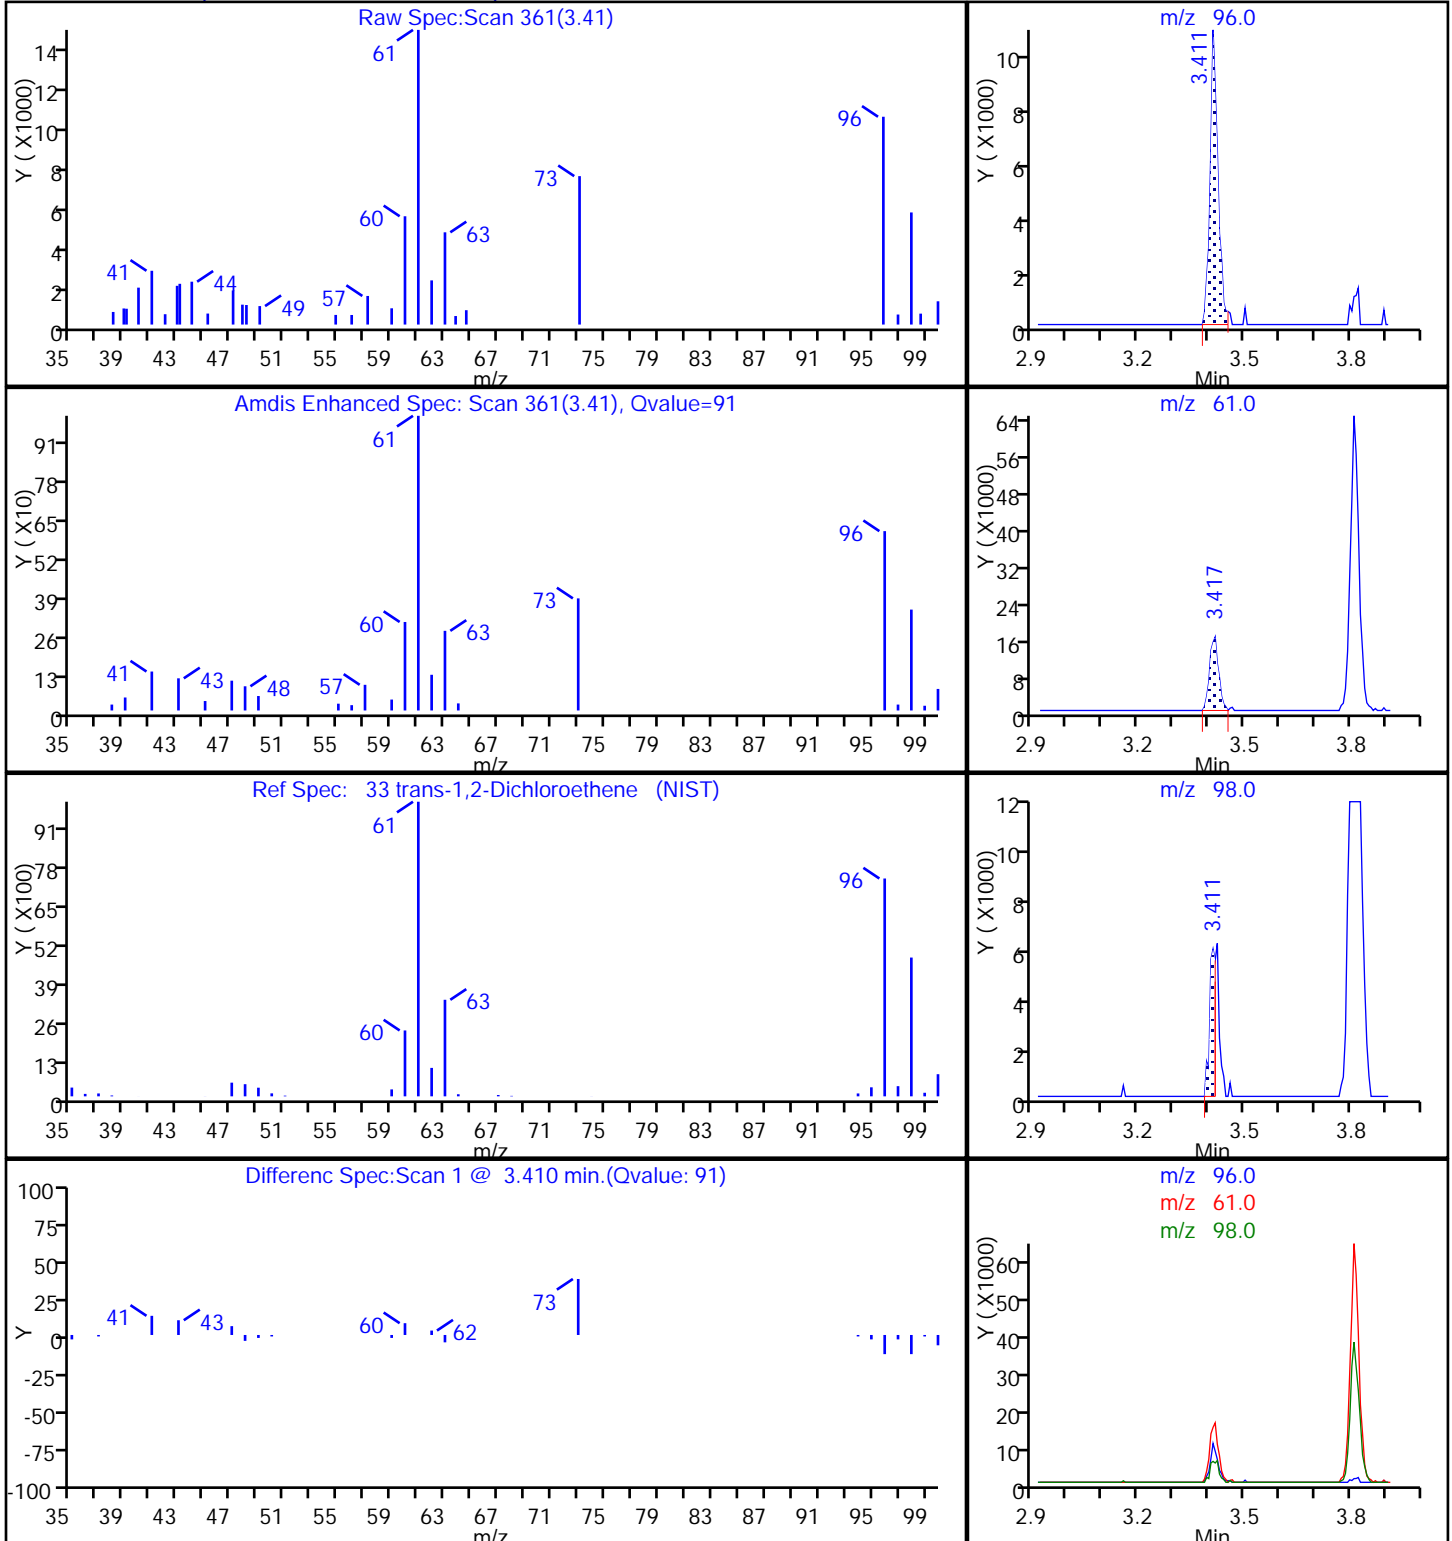 Raw Spec:Scan 361(3.41)
Y ( X1000)
14
12
10
8
6
4
2
0
61
96
73
60
63
41
44
57
49
35 39 43 47 51 55 59 63 67 71 75 79 83 87 91 95 99
m/z
m/z 96.0
Y ( X1000)
10
8
6
4
2
0
3.411
2.9 3.2 3.5 3.8
Min
Amdis Enhanced Spec: Scan 361(3.41), Qvalue=91
Y ( X10)
91
78
65
52
39
26
13
0
61
96
73
60
63
41
43
48
57
35 39 43 47 51 55 59 63 67 71 75 79 83 87 91 95 99
m/z
m/z 61.0
Y ( X1000)
64
56
48
40
32
24
16
8
0
3.417
2.9 3.2 3.5 3.8
Min
Ref Spec: 33 trans-1,2-Dichloroethene (NIST)
Y ( X100)
91
78
65
52
39
26
13
0
61
96
63
60
35 39 43 47 51 55 59 63 67 71 75 79 83 87 91 95 99
m/z
m/z 98.0
Y ( X1000)
12
10
8
6
4
2
0
3.411
2.9 3.2 3.5 3.8
Min
Differenc Spec:Scan 1 @ 3.410 min.(Qvalue: 91)
Y
100
75
50
25
0
-25
-50
-75
-100
73
41
43
60
62
35 39 43 47 51 55 59 63 67 71 75 79 83 87 91 95 99
m/z
m/z 96.0
m/z 61.0
m/z 98.0
Y ( X1000)
60
50
40
30
20
10
0
2.9 3.2 3.5 3.8
Min